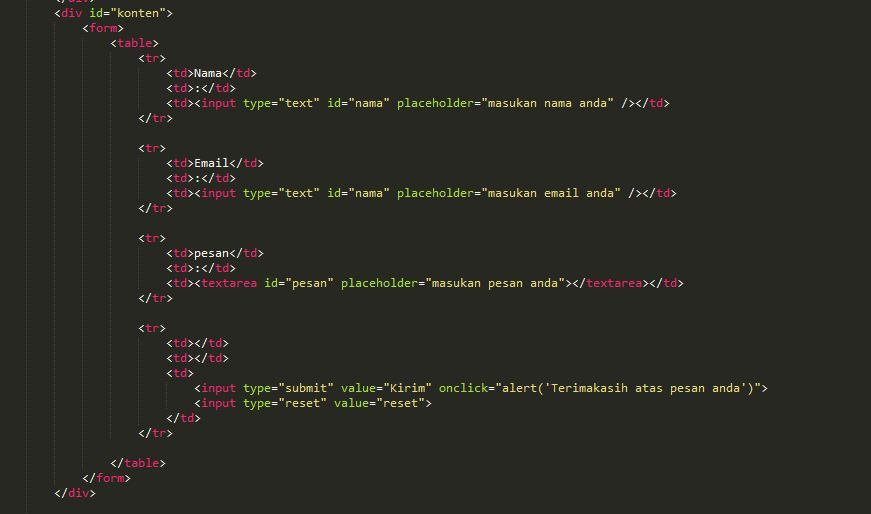 </div>
<div id="konten">
<form>
<table>
<tr>
<td>Nama</td>
<td>:</td>
<td><input type="text" id="nama" placeholder="masukan nama anda" /></td>
</tr>
<tr>
<td>Email</td>
<td>:</td>
<td><input type="text" id="nama" placeholder="masukan email anda" /></td>
</tr>
<tr>
<td>pesan</td>
<td>:</td>
<td><textarea id="pesan" placeholder="masukan pesan anda"></textarea></td>
</tr>
<tr>
<td></td>
<td></td>
<td>
<input type="submit" value="Kirim" onclick="alert('Terimakasih atas pesan anda')">
<input type="reset" value="reset">
</td>
</tr>
</table>
</form>
</div>